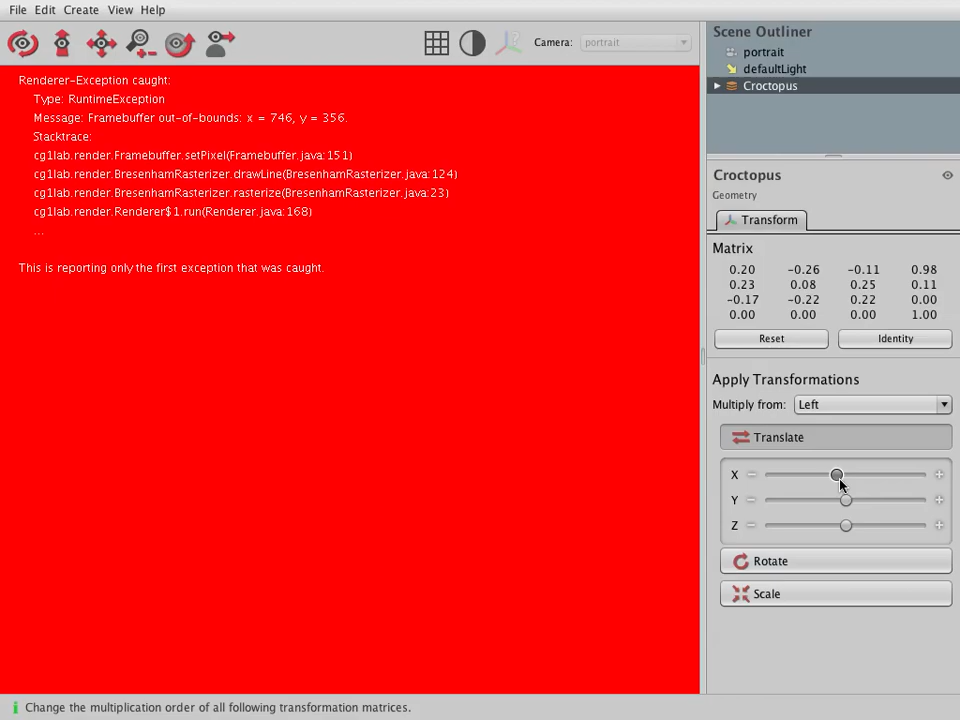 File Edit Create View Help
Camera: portrait
Renderer-Exception caught:
Type: RuntimeException
Message: Framebuffer out-of-bounds: x = 746, y = 356.
Stacktrace:
cg1lab.render.Framebuffer.setPixel(Framebuffer.java:151)
cg1lab.render.BresenhamRasterizer.drawLine(BresenhamRasterizer.java:124)
cg1lab.render.BresenhamRasterizer.rasterize(BresenhamRasterizer.java:23)
cg1lab.render.Renderer$1.run(Renderer.java:168)
...
This is reporting only the first exception that was caught.
Scene Outliner
portrait
defaultLight
Croctopus
Croctopus
Geometry
Transform
Matrix
0.20 -0.26 -0.11 0.98
0.23 0.08 0.25 0.11
-0.17 -0.22 0.22 0.00
0.00 0.00 0.00 1.00
Reset Identity
Apply Transformations
Multiply from: Left
Translate
X
Y
Z
Rotate
Scale
Change the multiplication order of all following transformation matrices.